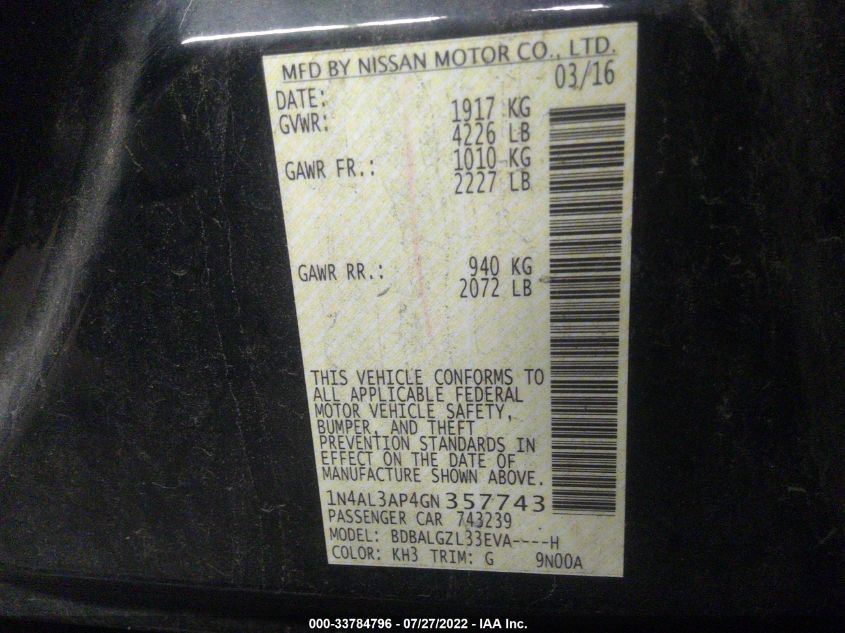 MFD BY NISSAN MOTOR CO., LTD.
DATE: 03/16
GVWR: 1917 KG
4226 LB
GAWR FR.: 1010 KG
2227 LB
GAWR RR.: 940 KG
2072 LB
THIS VEHICLE CONFORMS TO
ALL APPLICABLE FEDERAL
MOTOR VEHICLE SAFETY,
BUMPER, AND THEFT
PREVENTION STANDARDS IN
EFFECT ON THE DATE OF
MANUFACTURE SHOWN ABOVE.
1N4AL3AP4GN357743
PASSENGER CAR 743239
MODEL: BDBALGZL33EVA----H
COLOR: KH3 TRIM: G 9N00A
000-33784796 - 07/27/2022 - IAA Inc.